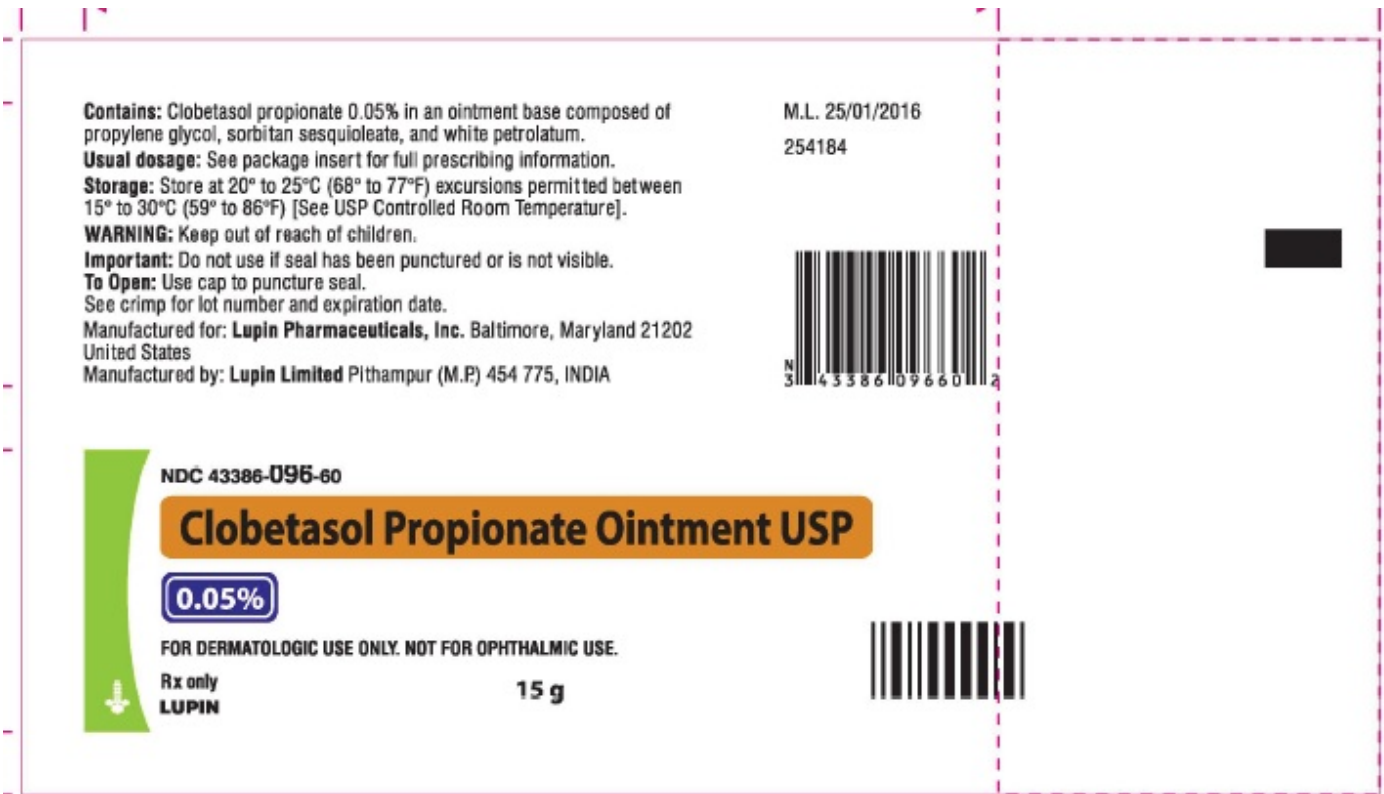 Contains: Clobetasol propionate 0.05% in an ointment base composed of
propylene glycol, sorbitan sesquioleate, and white petrolatum.
Usual dosage: See package insert for full prescribing information.
Storage: Store at 20° to 25°C (68° to 77°F) excursions permitted between
15° to 30°C (59° to 86°F) [See USP Controlled Room Temperature].
WARNING: Keep out of reach of children.
Important: Do not use if seal has been punctured or is not visible.
To Open: Use cap to puncture seal.
See crimp for lot number and expiration date.
Manufactured for: Lupin Pharmaceuticals, Inc. Baltimore, Maryland 21202
United States
Manufactured by: Lupin Limited Pithampur (M.P.) 454 775, INDIA
M.L. 25/01/2016
254184
N
3 43386 09660 2
NDC 43386-096-60
Clobetasol Propionate Ointment USP
0.05%
FOR DERMATOLOGIC USE ONLY. NOT FOR OPHTHALMIC USE.
Rx only
15 g
LUPIN